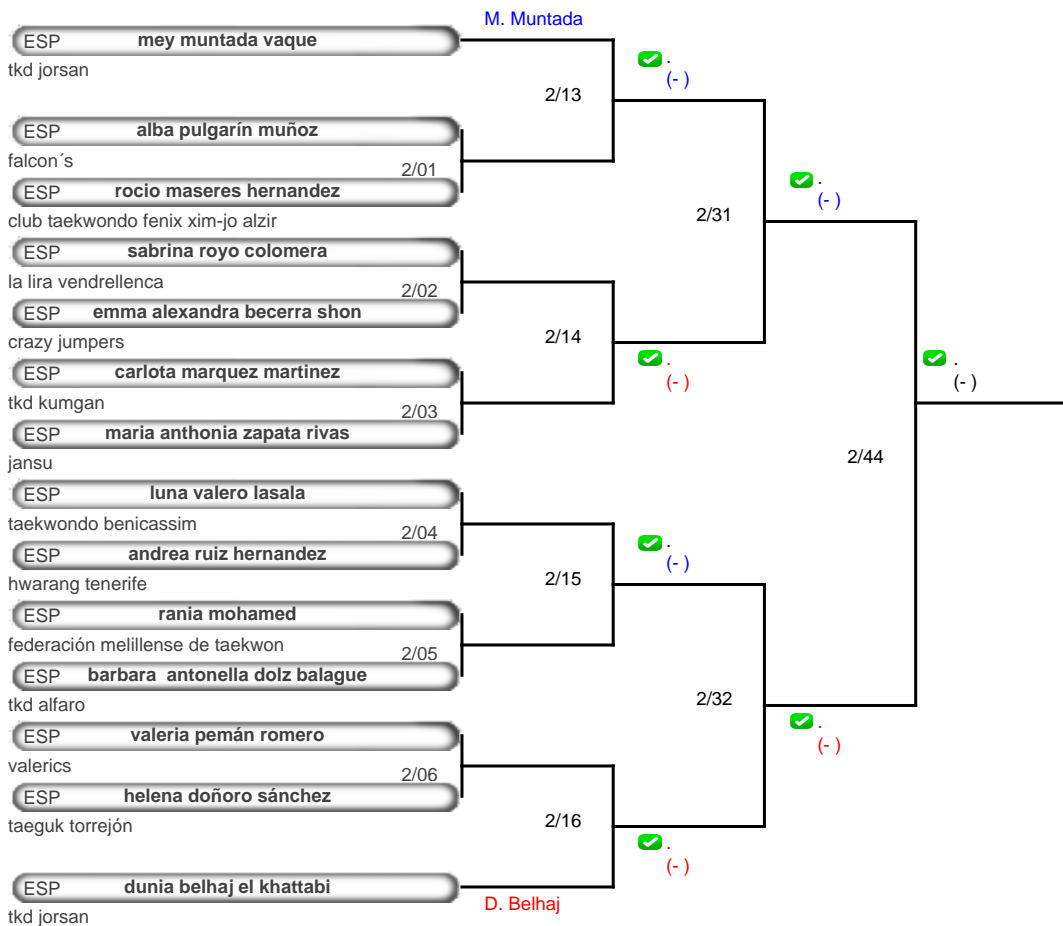 M. Muntada
ESP mey muntada vaque
tkd jorsan
.
(- )
2/13
ESP alba pulgarín muñoz
falcon´s
2/01
ESP rocio maseres hernandez
.
(- )
club taekwondo fenix xim-jo alzir
2/31
ESP sabrina royo colomera
la lira vendrellenca
2/02
ESP emma alexandra becerra shon
crazy jumpers
2/14
.
(- )
ESP carlota marquez martinez
.
(- )
tkd kumgan
2/03
ESP maria anthonia zapata rivas
jansu
2/44
ESP luna valero lasala
taekwondo benicassim
2/04
ESP andrea ruiz hernandez
.
(- )
hwarang tenerife
2/15
ESP rania mohamed
federación melillense de taekwon
2/05
ESP barbara  antonella dolz balague
tkd alfaro
2/32
ESP valeria pemán romero
.
(- )
valerics
2/06
ESP helena doñoro sánchez
taeguk torrejón
2/16
.
(- )
ESP dunia belhaj el khattabi
D. Belhaj
tkd jorsan